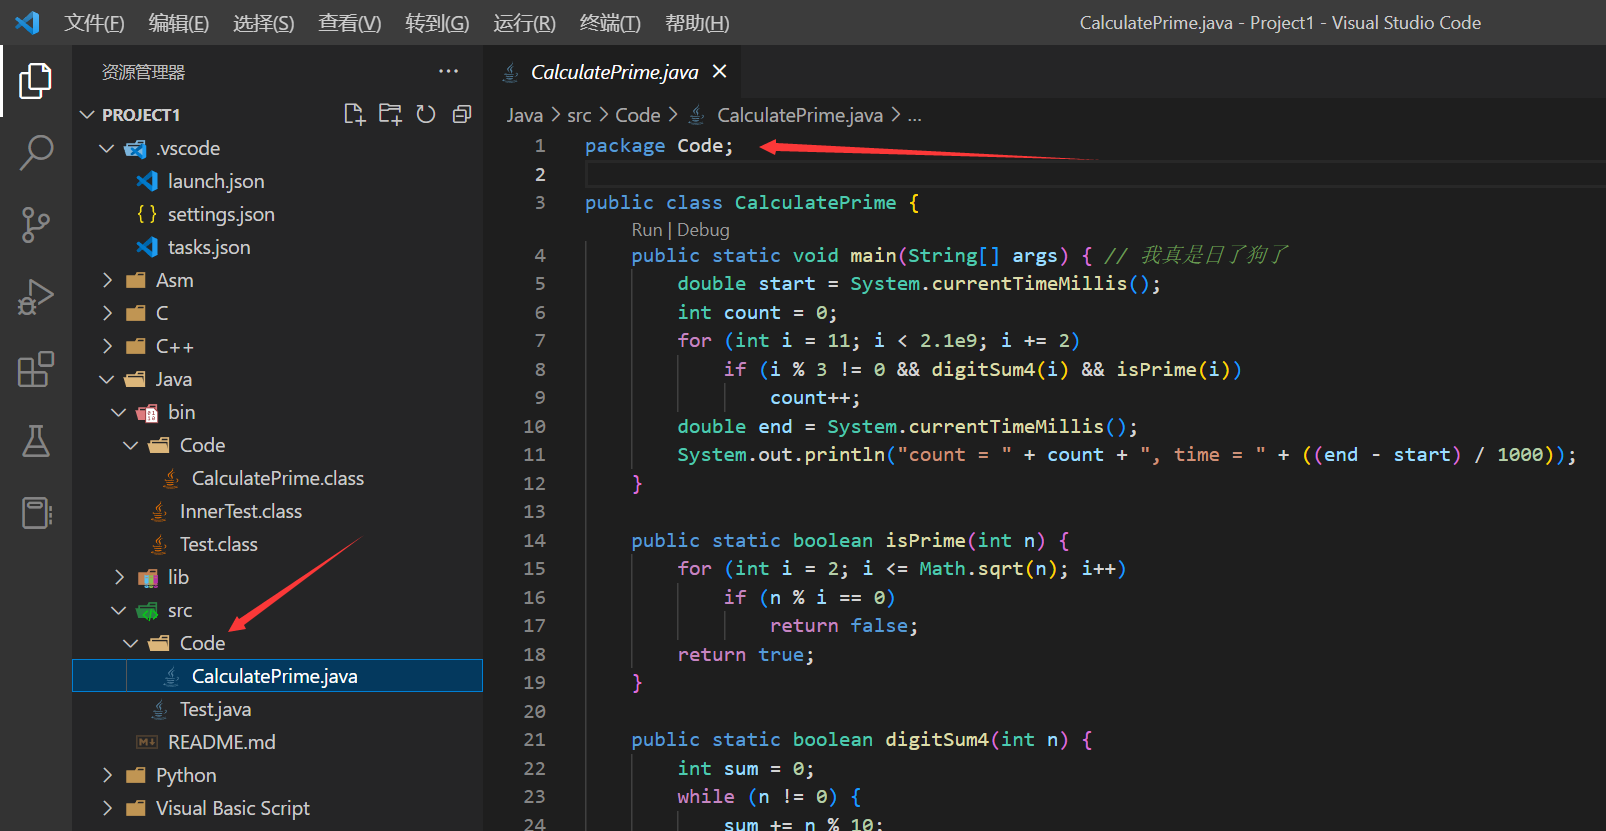 文件(F) 编辑(E) 选择(S) 查看(V) 转到(G) 运行(R) 终端(T) 帮助(H) CalculatePrime.java - Project1 - Visual Studio Code
资源管理器 ···
PROJECT1
.vscode
launch.json
{ } settings.json
tasks.json
Asm
C
C++
Java
bin
Code
CalculatePrime.class
InnerTest.class
Test.class
lib
src
Code
CalculatePrime.java
Test.java
README.md
Python
Visual Basic Script
CalculatePrime.java ×
Java > src > Code > CalculatePrime.java > ...
1 package Code;
2
3 public class CalculatePrime {
Run | Debug
4 public static void main(String[] args) { // 我真是日了狗了
5 double start = System.currentTimeMillis();
6 int count = 0;
7 for (int i = 11; i < 2.1e9; i += 2)
8 if (i % 3 != 0 && digitSum4(i) && isPrime(i))
9 count++;
10 double end = System.currentTimeMillis();
11 System.out.println("count = " + count + ", time = " + ((end - start) / 1000));
12 }
13
14 public static boolean isPrime(int n) {
15 for (int i = 2; i <= Math.sqrt(n); i++)
16 if (n % i == 0)
17 return false;
18 return true;
19 }
20
21 public static boolean digitSum4(int n) {
22 int sum = 0;
23 while (n != 0) {
24 sum += n % 10;